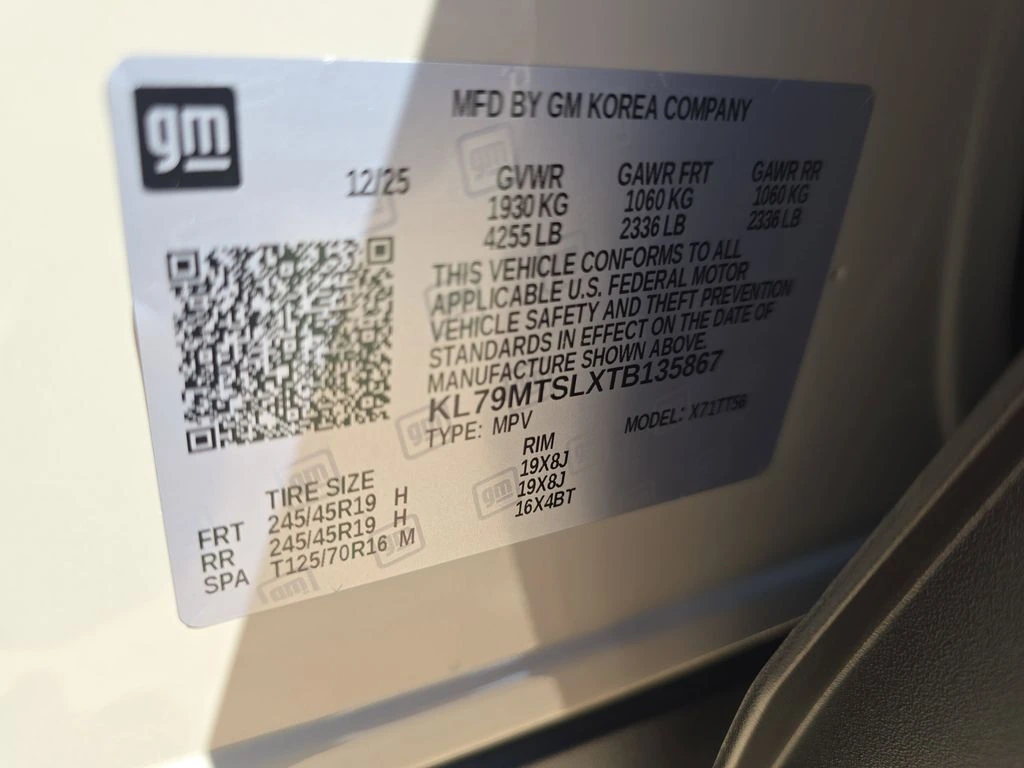 gm
MFD BY GM KOREA COMPANY
12/25
GVWR GAWR FRT GAWR RR
1930 KG 1060 KG 1060 KG
4255 LB 2336 LB 2336 LB
THIS VEHICLE CONFORMS TO ALL
APPLICABLE U.S. FEDERAL MOTOR
VEHICLE SAFETY AND THEFT PREVENTION
STANDARDS IN EFFECT ON THE DATE OF
MANUFACTURE SHOWN ABOVE.
KL79MTSLXTB135867
TYPE: MPV MODEL: X71TT56
TIRE SIZE RIM
FRT 245/45R19 H 19X8J
RR 245/45R19 H 19X8J
SPA T125/70R16 M 16X4BT